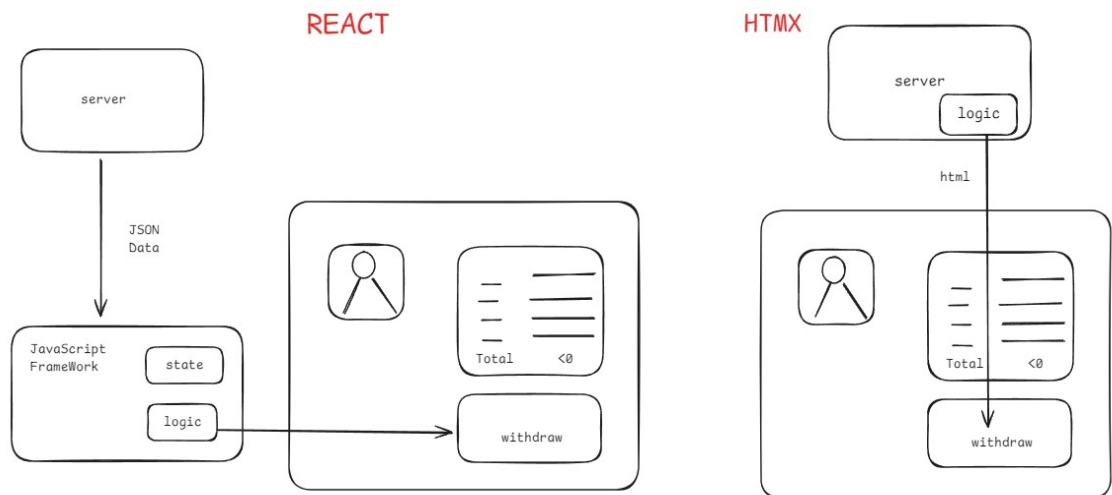 REACT
server
JSON
Data
JavaScript
FrameWork
state
logic
Total <0
withdraw
HTMX
server
logic
html
Total <0
withdraw